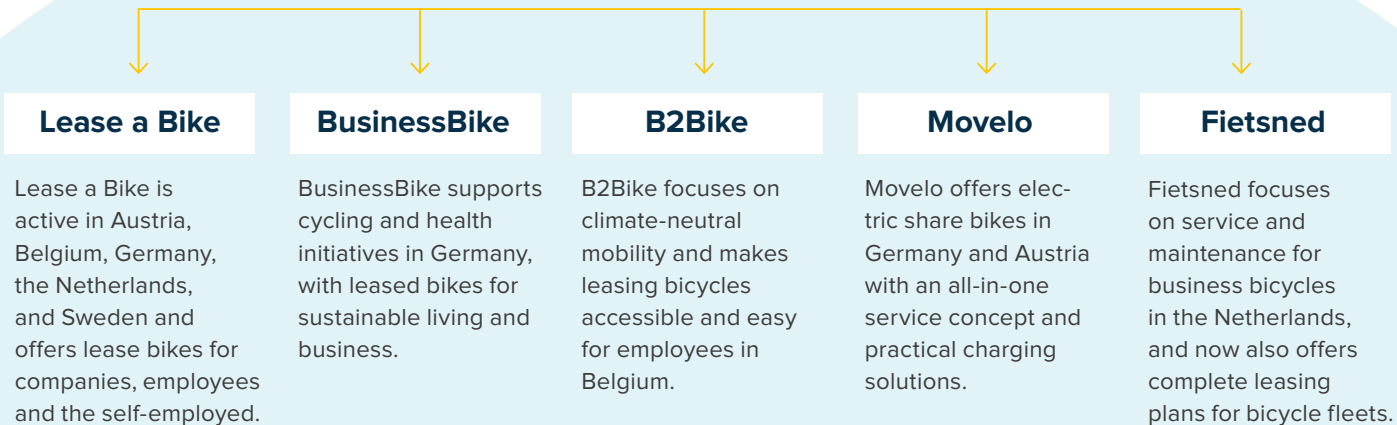 Lease a Bike
Lease a Bike is
active in Austria,
Belgium, Germany,
the Netherlands,
and Sweden and
offers lease bikes for
companies, employees
and the self-employed.
BusinessBike
BusinessBike supports
cycling and health
initiatives in Germany,
with leased bikes for
sustainable living and
business.
B2Bike
B2Bike focuses on
climate-neutral
mobility and makes
leasing bicycles
accessible and easy
for employees in
Belgium.
Movelo
Movelo offers elec-
tric share bikes in
Germany and Austria
with an all-in-one
service concept and
practical charging
solutions.
Fietsned
Fietsned focuses
on service and
maintenance for
business bicycles
in the Netherlands,
and now also offers
complete leasing
plans for bicycle fleets.